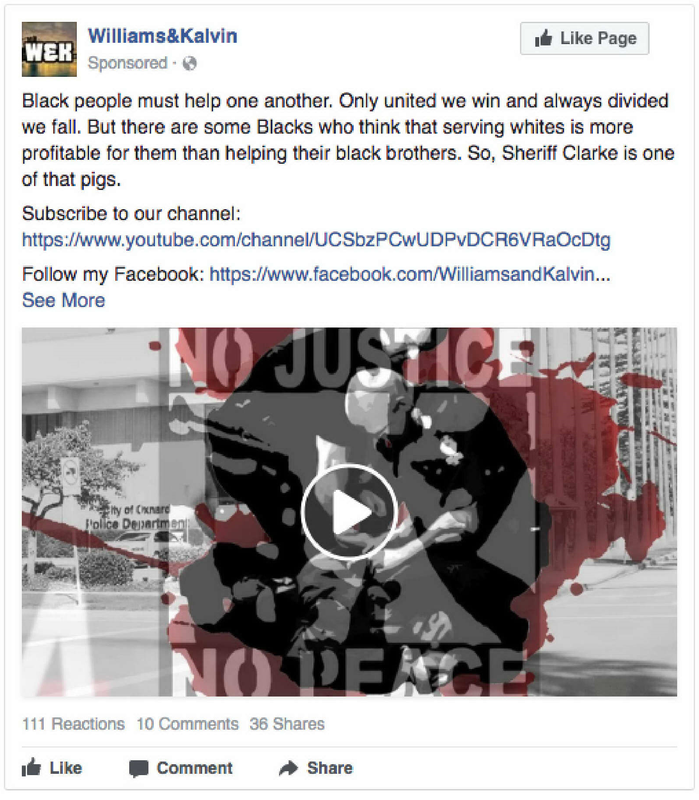 W&K
Williams&Kalvin
Sponsored ·
Like Page
Black people must help one another. Only united we win and always divided
we fall. But there are some Blacks who think that serving whites is more
profitable for them than helping their black brothers. So, Sheriff Clarke is one
of that pigs.
Subscribe to our channel:
https://www.youtube.com/channel/UCSbzPCwUDPvDCR6VRaOcDtg
Follow my Facebook: https://www.facebook.com/WilliamsandKalvin...
See More
NO JUSTICE
City of Oxnard
Police Department
NO PEACE
111 Reactions 10 Comments 36 Shares
Like Comment Share